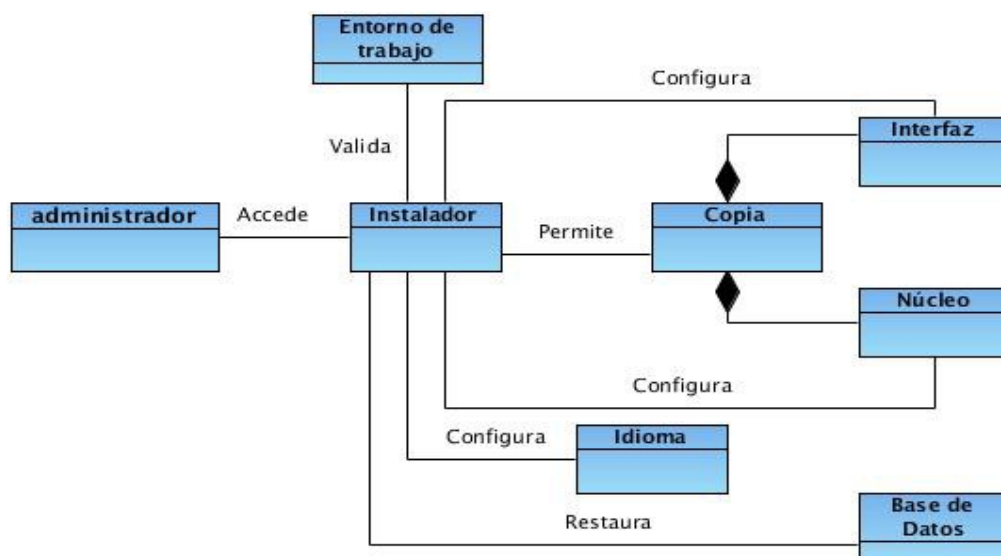 Entorno de
trabajo
Configura
Interfaz
Valida
administrador
Accede
Instalador
Permite
Copia
Núcleo
Configura
Configura
Idioma
Restaura
Base de
Datos